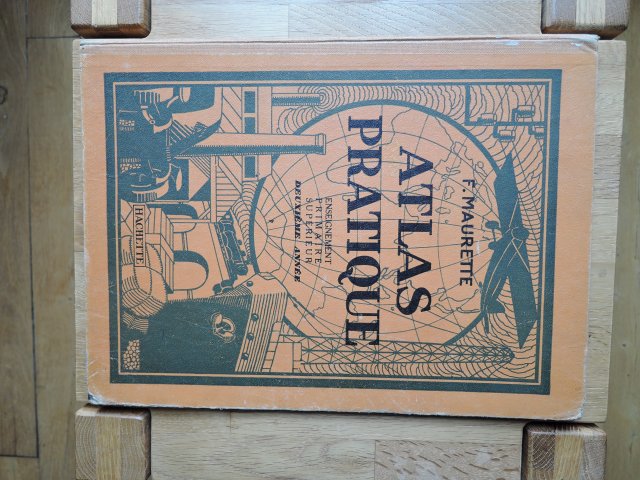 F. MAURETTE
ATLAS
PRATIQUE
ENSEIGNEMENT
PRIMAIRE
SUPÉRIEUR
DEUXIÈME ANNÉE
HACHETTE